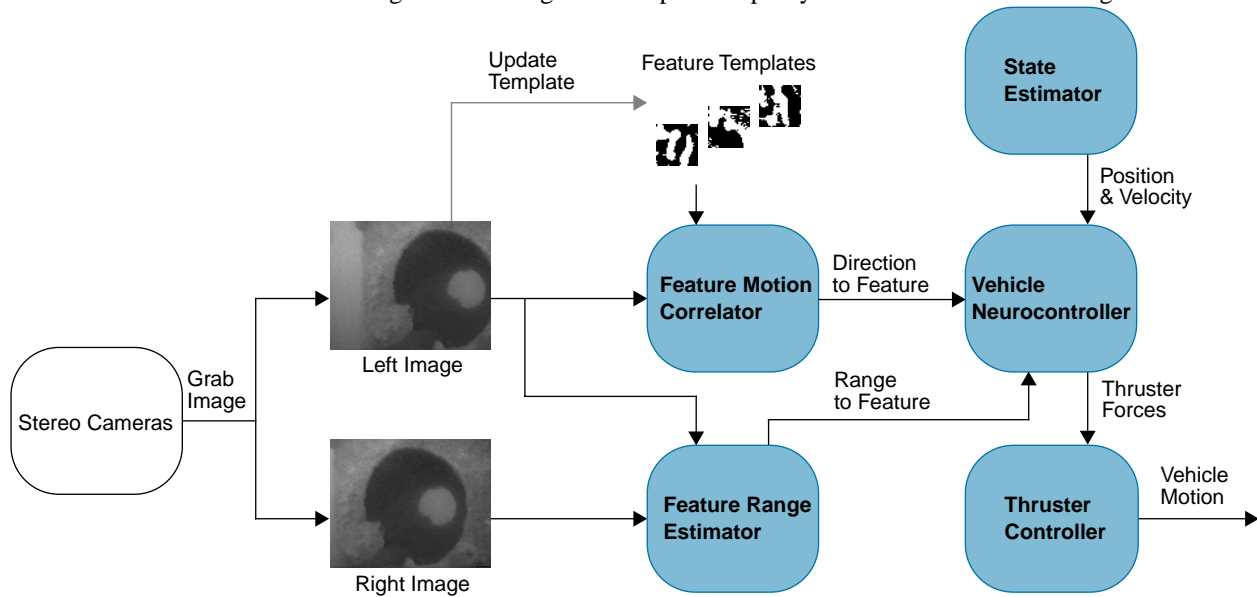 Update
Template
Feature Templates
State
Estimator
Position
& Velocity
Feature Motion
Correlator
Direction
to Feature
Vehicle
Neurocontroller
Left Image
Grab
Image
Stereo Cameras
Range
to Feature
Thruster
Forces
Feature Range
Estimator
Thruster
Controller
Vehicle
Motion
Right Image